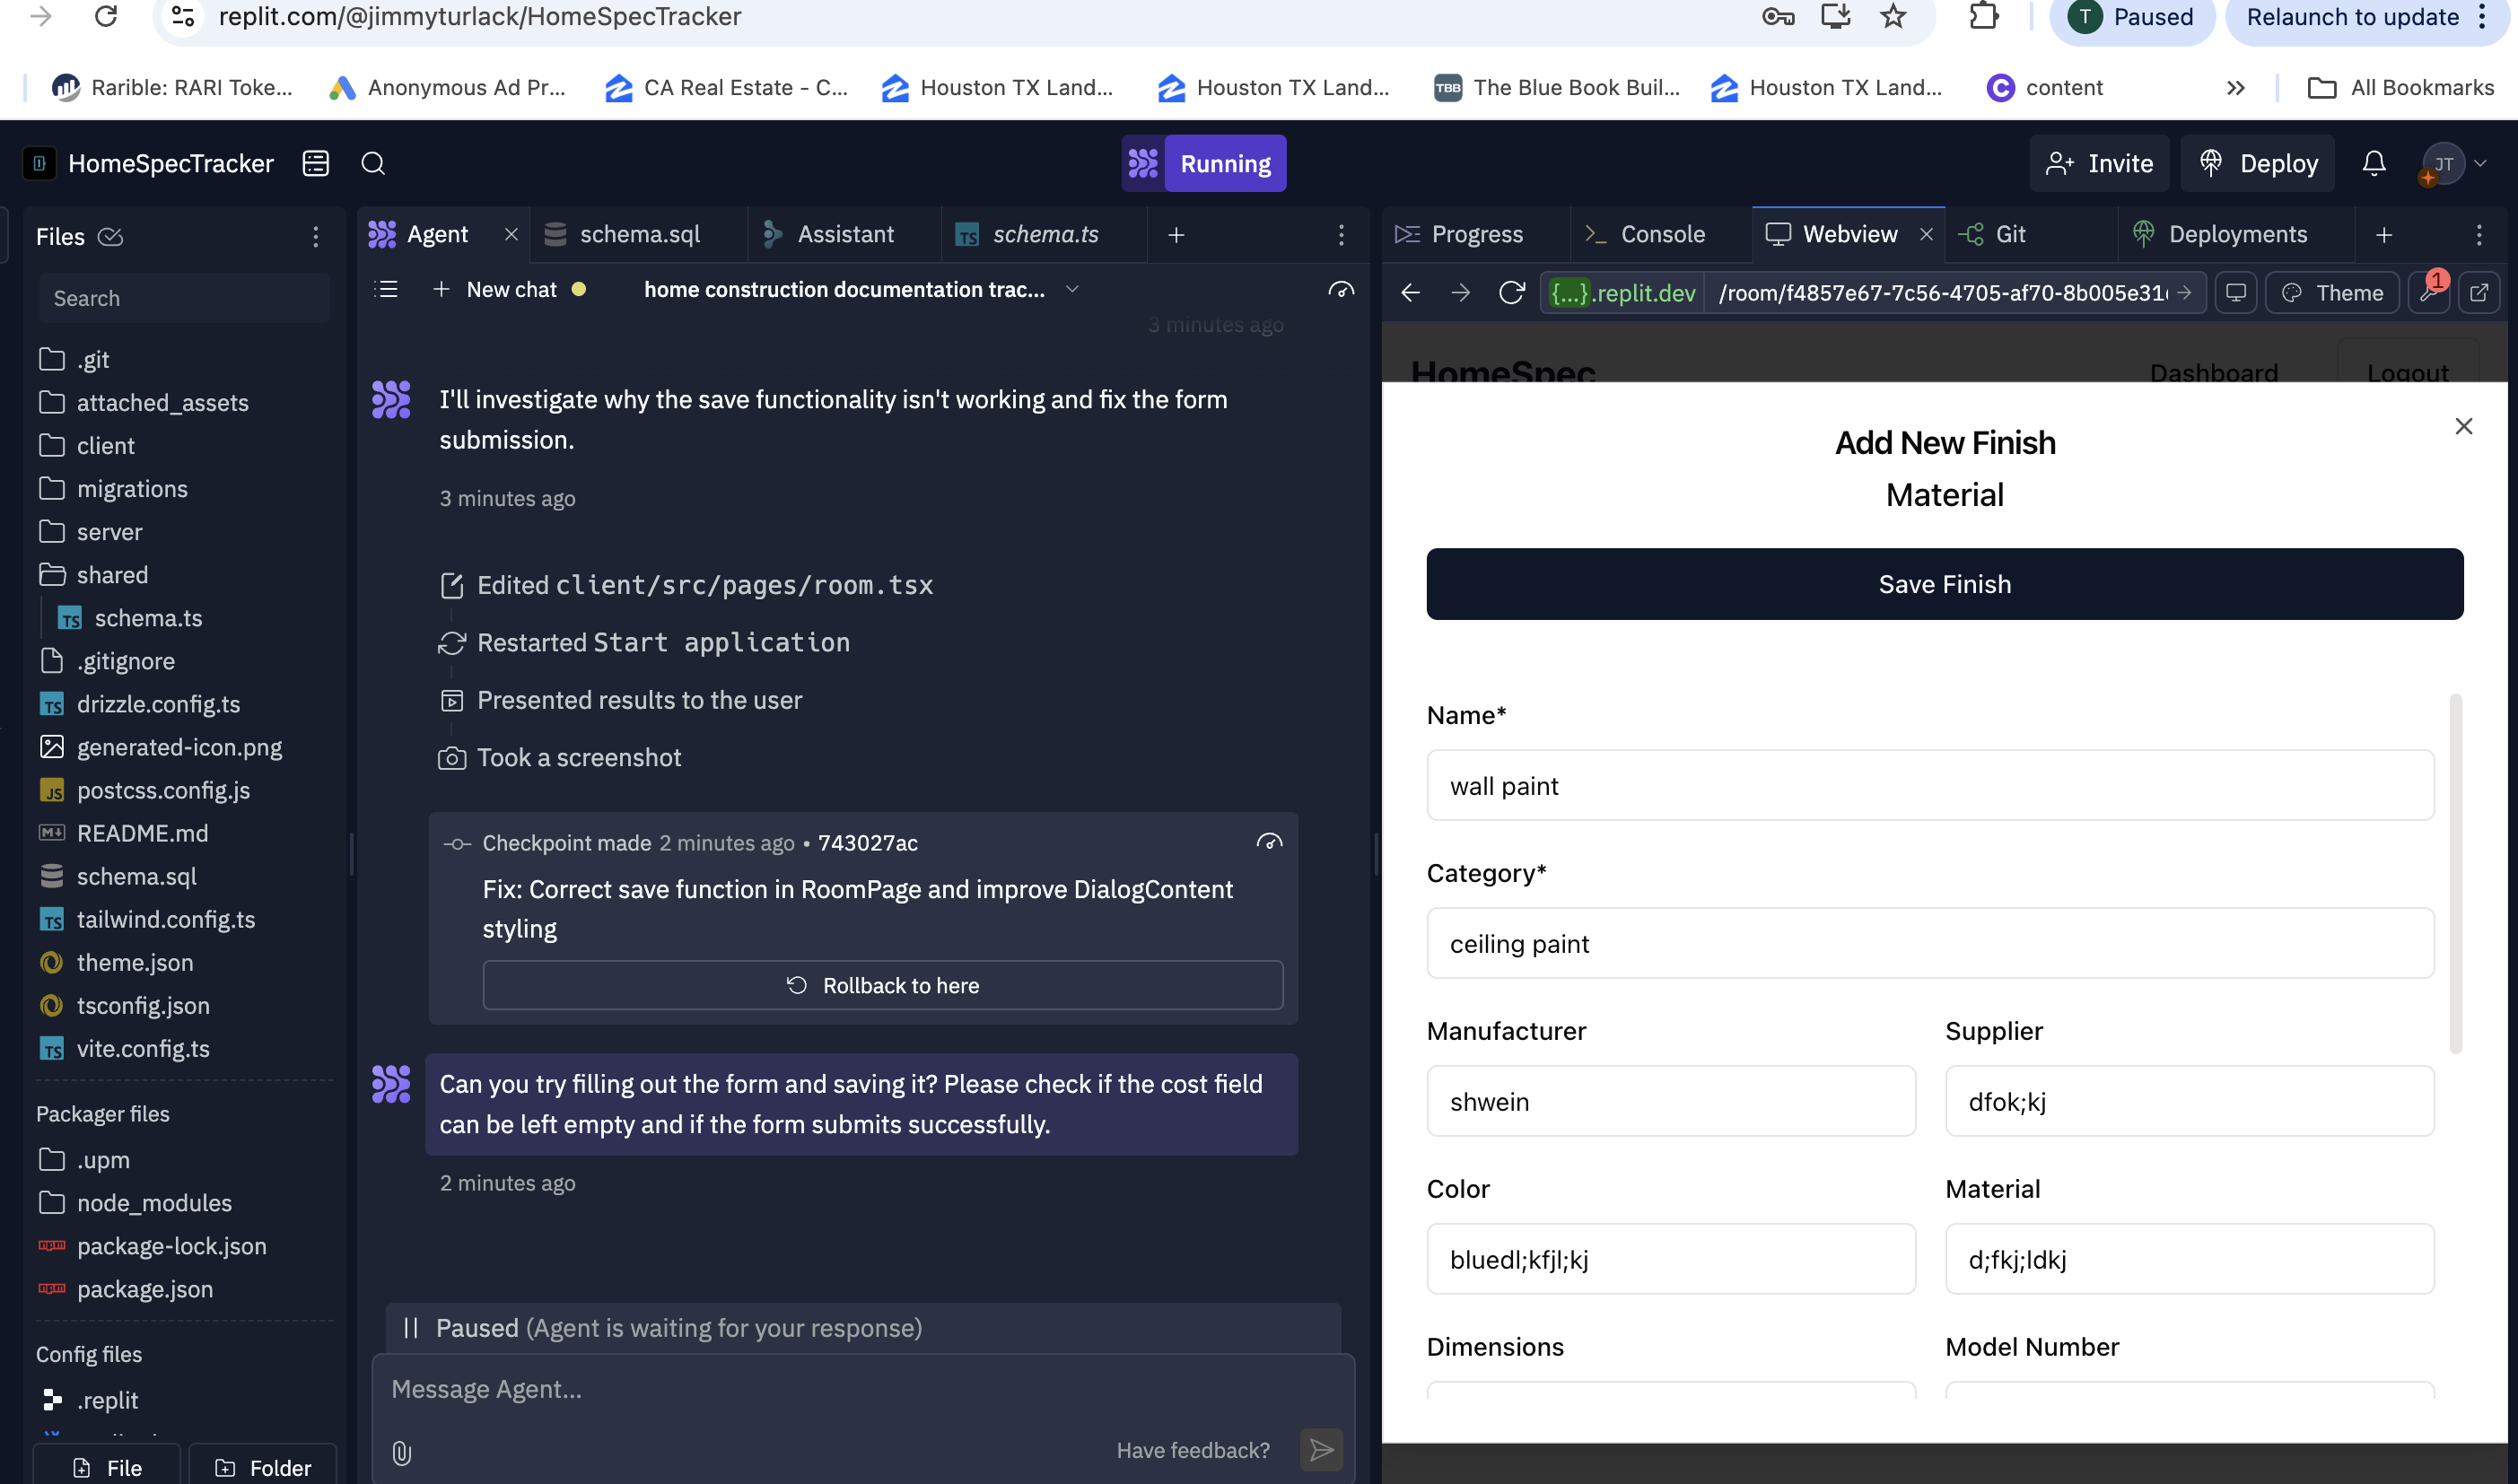 replit.com/@jimmyturlack/HomeSpecTracker
T Paused
Relaunch to update
Rarible: RARI Toke...
Anonymous Ad Pr...
CA Real Estate - C...
Houston TX Land...
Houston TX Land...
TBB The Blue Book Buil...
Houston TX Land...
C content
All Bookmarks
HomeSpecTracker
Running
Invite
Deploy
JT
Files
Search
.git
attached_assets
client
migrations
server
shared
TS schema.ts
.gitignore
TS drizzle.config.ts
generated-icon.png
JS postcss.config.js
README.md
schema.sql
TS tailwind.config.ts
theme.json
tsconfig.json
TS vite.config.ts
Packager files
.upm
node_modules
package-lock.json
package.json
Config files
.replit
File
Folder
Agent
schema.sql
Assistant
TS schema.ts
New chat
home construction documentation trac...
3 minutes ago
I'll investigate why the save functionality isn't working and fix the form
submission.
3 minutes ago
Edited client/src/pages/room.tsx
Restarted Start application
Presented results to the user
Took a screenshot
Checkpoint made 2 minutes ago • 743027ac
Fix: Correct save function in RoomPage and improve DialogContent
styling
Rollback to here
Can you try filling out the form and saving it? Please check if the cost field
can be left empty and if the form submits successfully.
2 minutes ago
Paused (Agent is waiting for your response)
Message Agent...
Have feedback?
Progress
Console
Webview
Git
Deployments
{...}.replit.dev
/room/f4857e67-7c56-4705-af70-8b005e31
Theme
1
HomeSpec
Dashboard
Logout
Add New Finish
Material
Save Finish
Name*
wall paint
Category*
ceiling paint
Manufacturer
Supplier
shwein
dfok;kj
Color
Material
bluedl;kfjl;kj
d;fkj;ldkj
Dimensions
Model Number